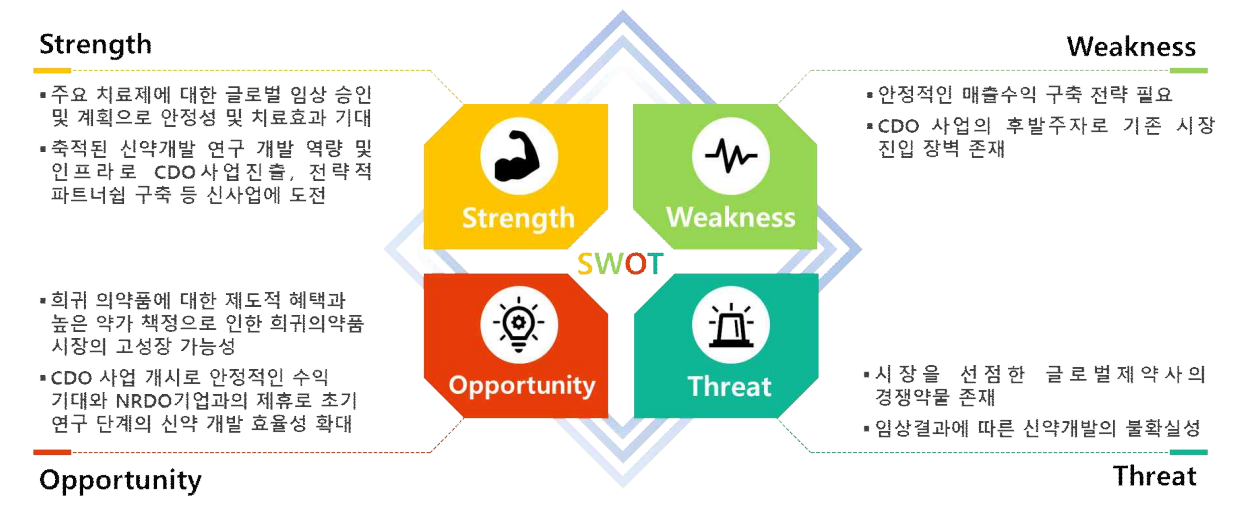 Strength
▪ 주요 치료제에 대한 글로벌 임상 승인
및 계획으로 안정성 및 치료효과 기대
▪ 축적된 신약개발 연구 개발 역량 및
인프라로 CDO사업진출, 전략적
파트너쉽 구축 등 신사업에 도전
Weakness
▪ 안정적인 매출수익 구축 전략 필요
▪ CDO 사업의 후발주자로 기존 시장
진입 장벽 존재
Strength
Weakness
SWOT
Opportunity
Threat
▪ 희귀 의약품에 대한 제도적 혜택과
높은 약가 책정으로 인한 희귀의약품
시장의 고성장 가능성
▪ CDO 사업 개시로 안정적인 수익
기대와 NRDO기업과의 제휴로 초기
연구 단계의 신약 개발 효율성 확대
Opportunity
▪ 시장을 선점한 글로벌제약사의
경쟁약물 존재
▪ 임상결과에 따른 신약개발의 불확실성
Threat